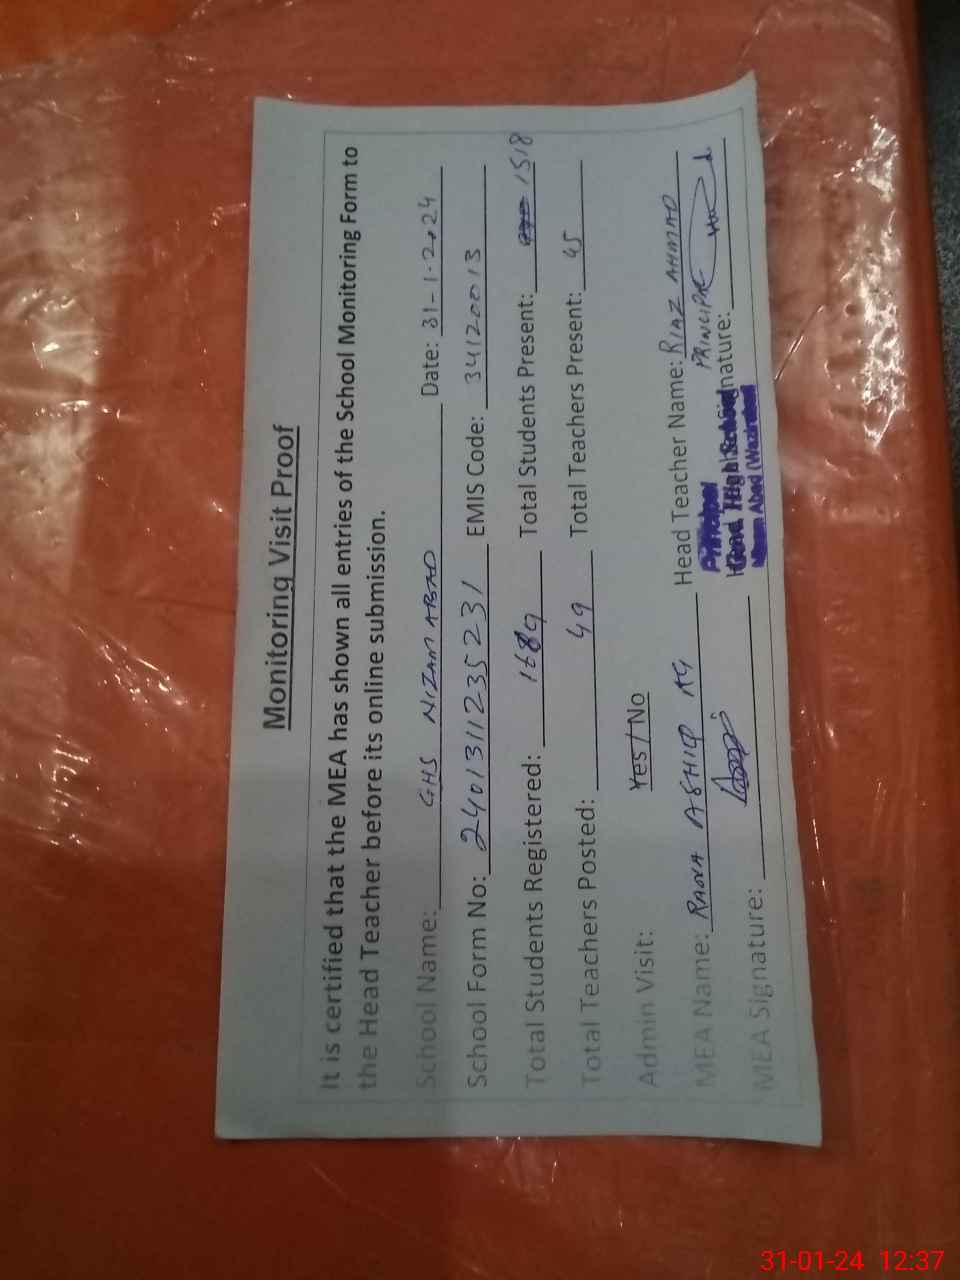 Monitoring Visit Proof
It is certified that the MEA has shown all entries of the School Monitoring Form to
the Head Teacher before its online submission.
School Name: GHS NIZAMABAD Date: 31-1-2024
School Form No: 2401311235231 EMIS Code: 34120013
Total Students Registered: 1689 Total Students Present: 1518
Total Teachers Posted: 49 Total Teachers Present: 45
Admin Visit: Yes / No
MEA Name: RANA ASHIQ Head Teacher Name: RIAZ AHMAD
PRINCIPAL
Principal
MEA Signature: Signature:
High School
Abad
31-01-24 12:37